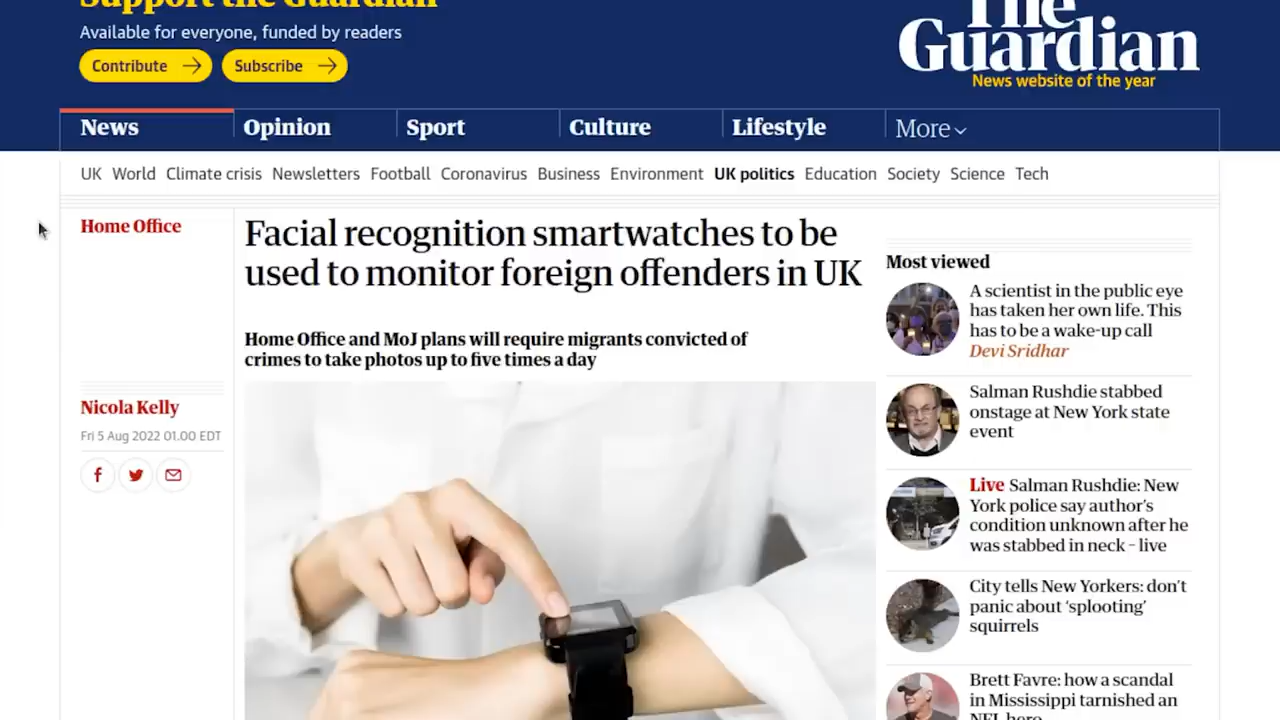 Support the Guardian
Available for everyone, funded by readers
Contribute
Subscribe
The
Guardian
News website of the year
News
Opinion
Sport
Culture
Lifestyle
More
UK World Climate crisis Newsletters Football Coronavirus Business Environment UK politics Education Society Science Tech
Home Office
Facial recognition smartwatches to be
used to monitor foreign offenders in UK
Home Office and MoJ plans will require migrants convicted of
crimes to take photos up to five times a day
Nicola Kelly
Fri 5 Aug 2022 01.00 EDT
Most viewed
A scientist in the public eye
has taken her own life. This
has to be a wake-up call
Devi Sridhar
Salman Rushdie stabbed
onstage at New York state
event
Live Salman Rushdie: New
York police say author's
condition unknown after he
was stabbed in neck – live
City tells New Yorkers: don't
panic about 'splooting'
squirrels
Brett Favre: how a scandal
in Mississippi tarnished an
NFL hero